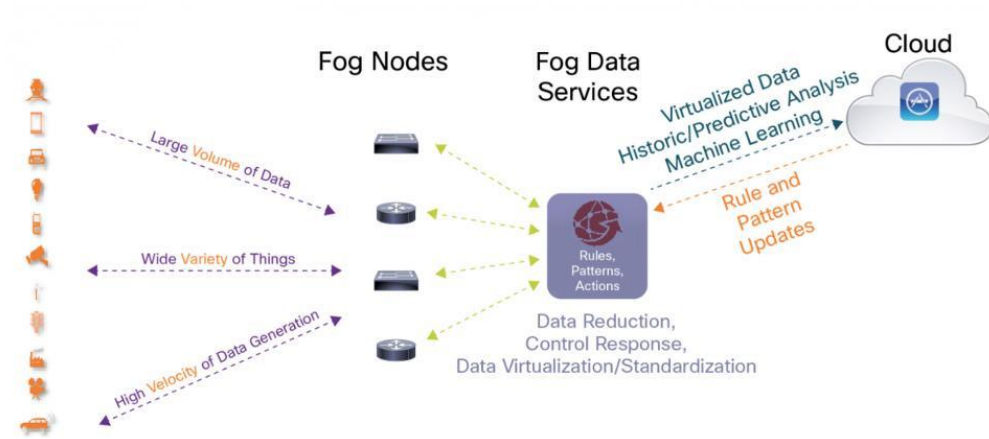 Cloud
Fog Nodes
Fog Data
Services
Virtualized Data
Historic/Predictive Analysis
Machine Learning
Large Volume of Data
Rule and
Pattern
Updates
Wide Variety of Things
Rules,
Patterns,
Actions
High Velocity of Data Generation
Data Reduction,
Control Response,
Data Virtualization/Standardization